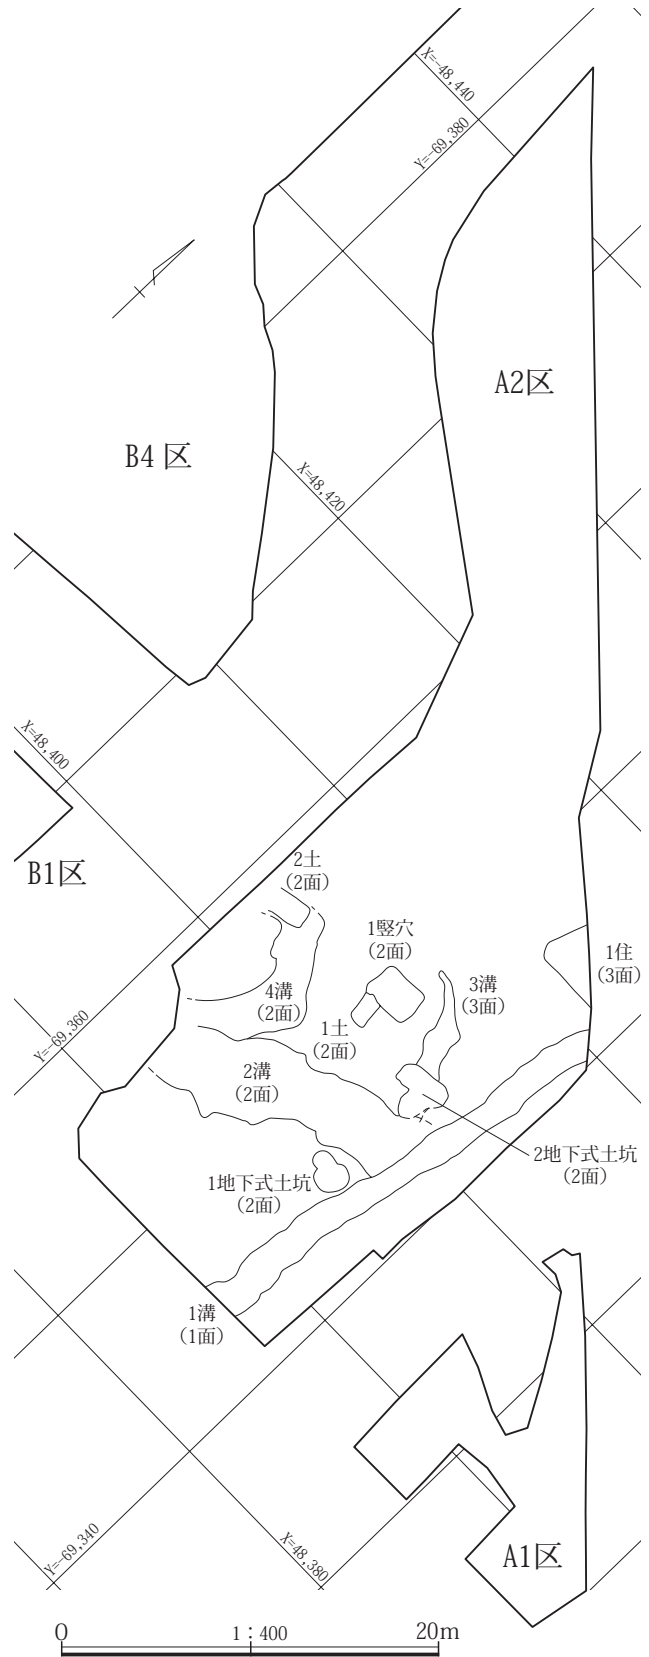 X=-48,440
Y=-69,380
A2区
B4 区
X=48,420
X=48,400
B1区
2土
（2面）
1竪穴
（2面）
1住
（3面）
3溝
（3面）
4溝
（2面）
1土
（2面）
Y=-69,360
2溝
（2面）
2地下式土坑
（2面）
1地下式土坑
（2面）
1溝
（1面）
Y=-69,340
X=48,380
A1区
0 1：400 20m